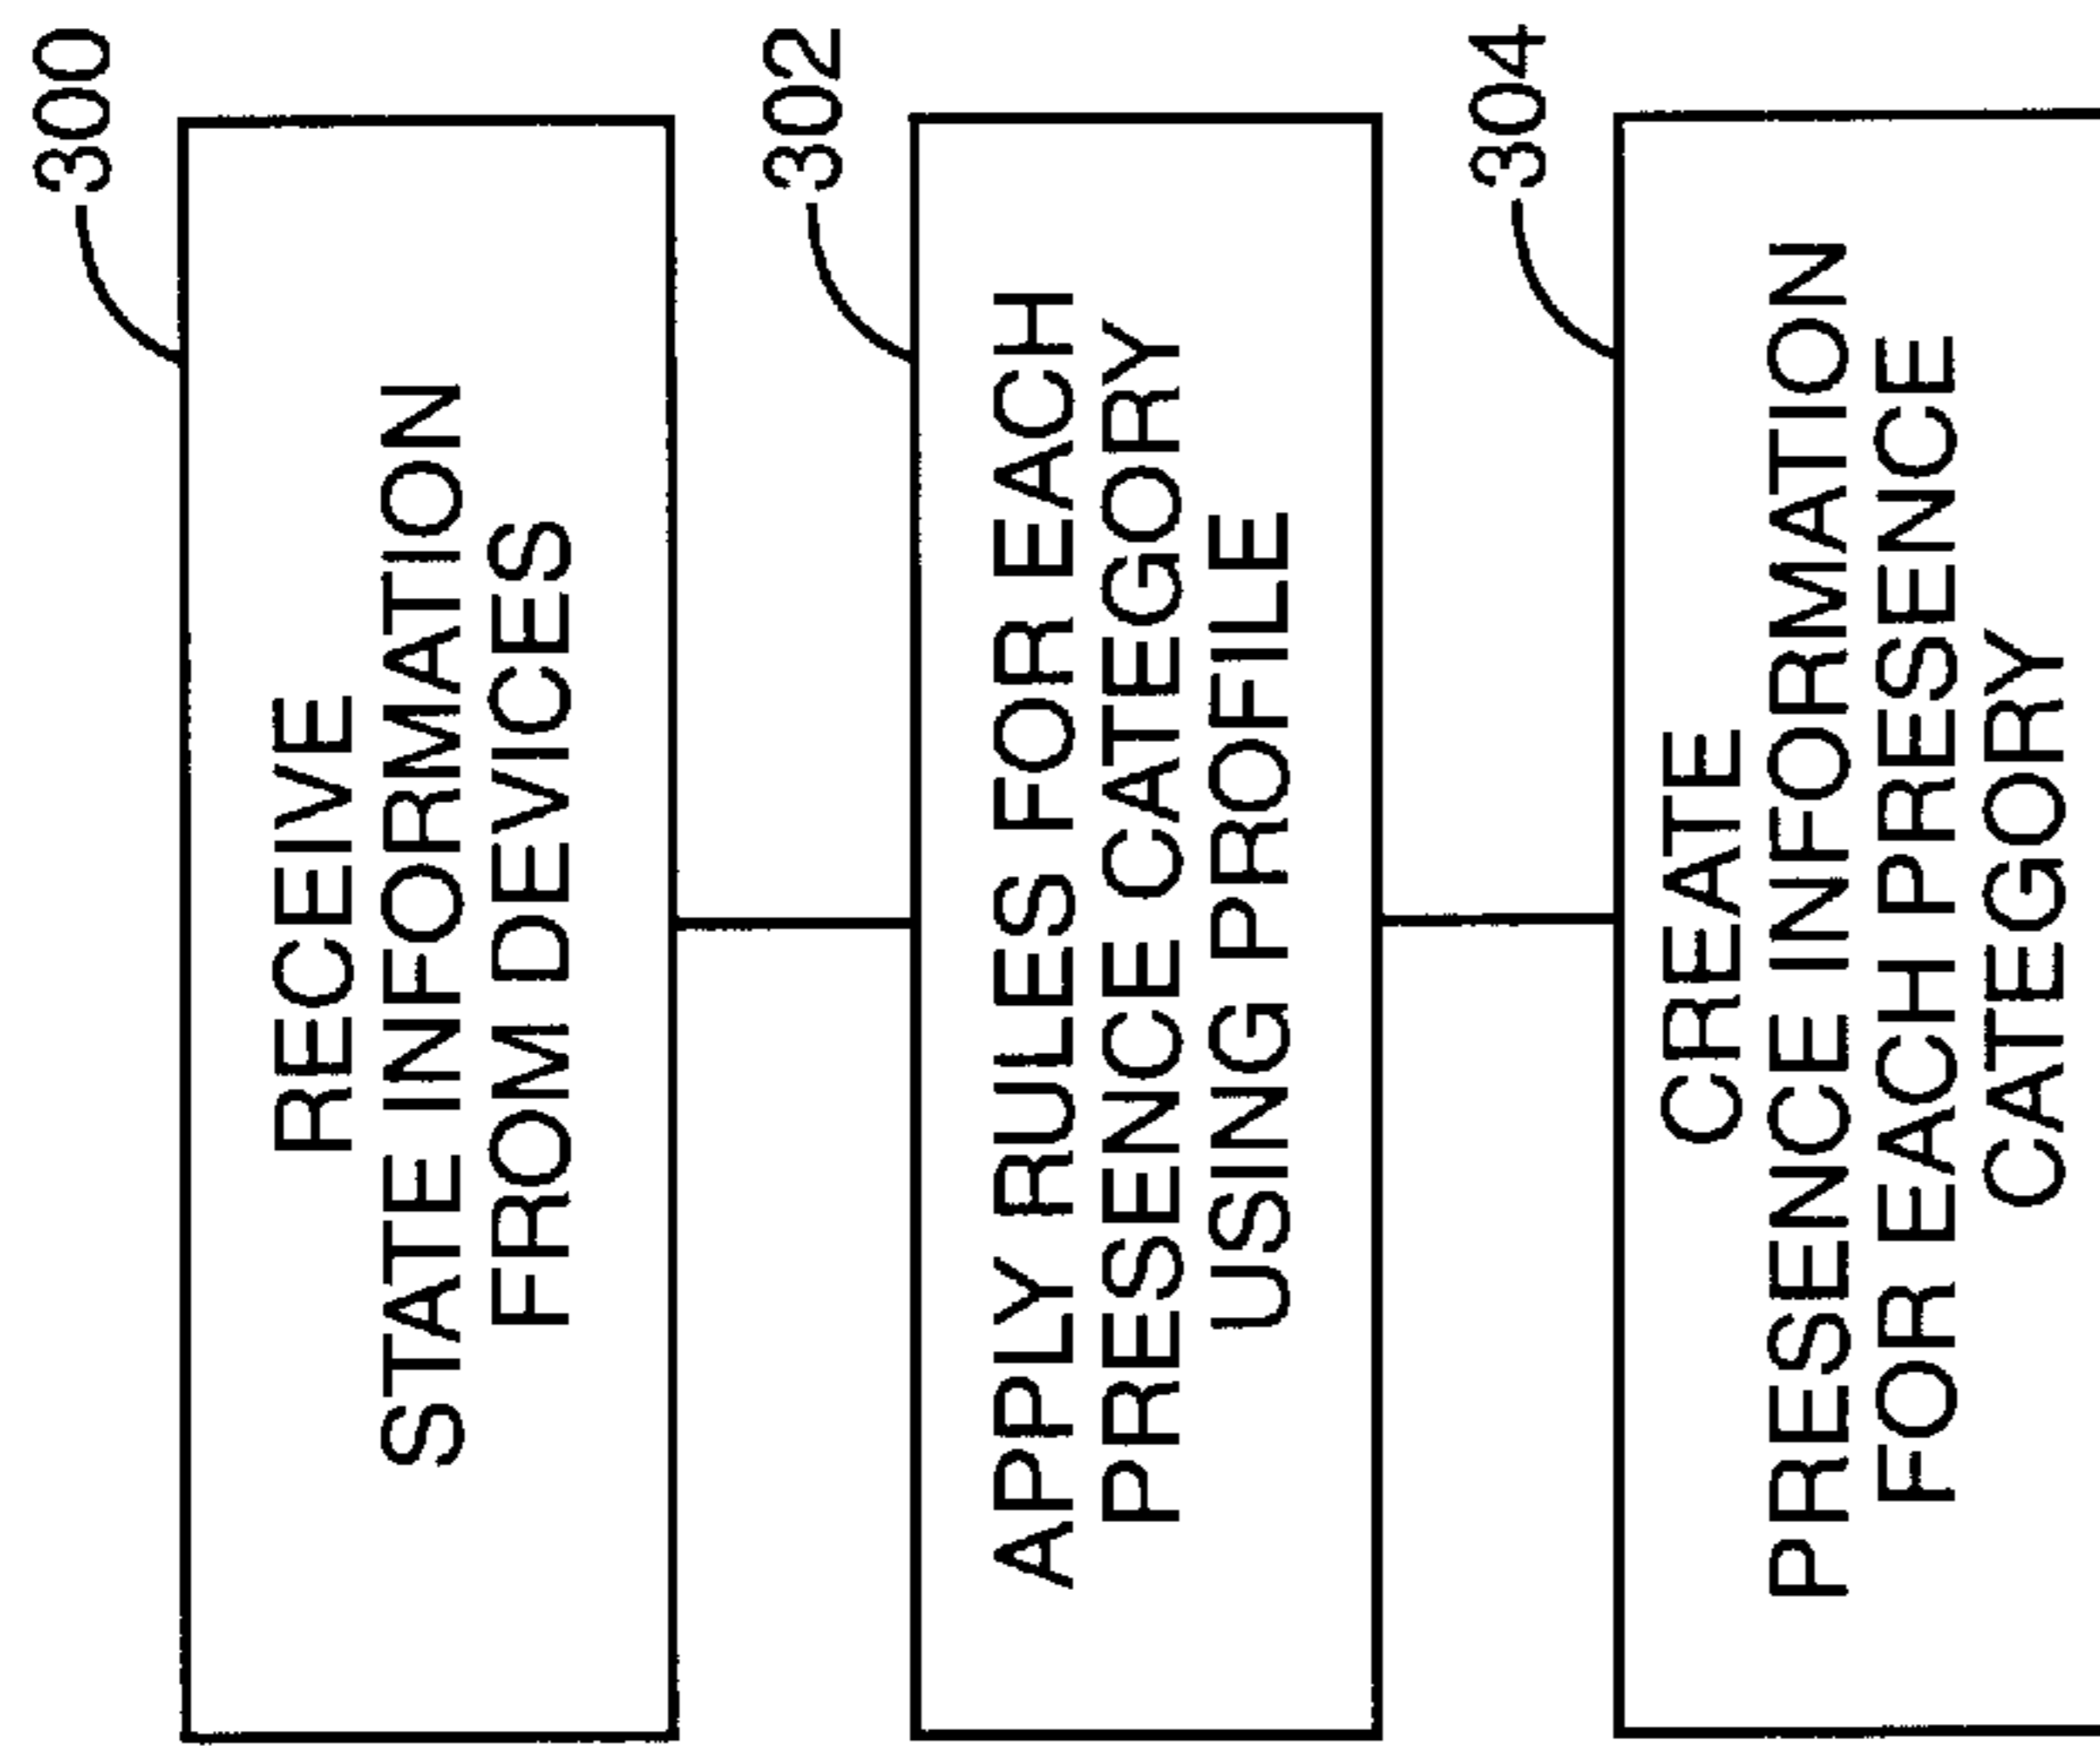 300
RECEIVE
STATE INFORMATION
FROM DEVICES
302
APPLY RULES FOR EACH
PRESENCE CATEGORY
USING PROFILE
304
CREATE
PRESENCE INFORMATION
FOR EACH PRESENCE
CATEGORY